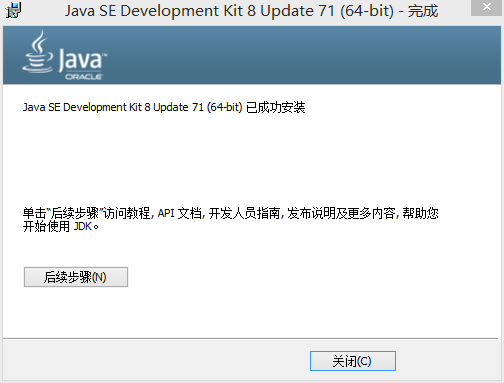 Java SE Development Kit 8 Update 71 (64-bit) - 完成
Java™
ORACLE
Java SE Development Kit 8 Update 71 (64-bit) 已成功安装
单击“后续步骤”访问教程, API 文档, 开发人员指南, 发布说明及更多内容, 帮助您
开始使用 JDK。
后续步骤(N)
关闭(C)